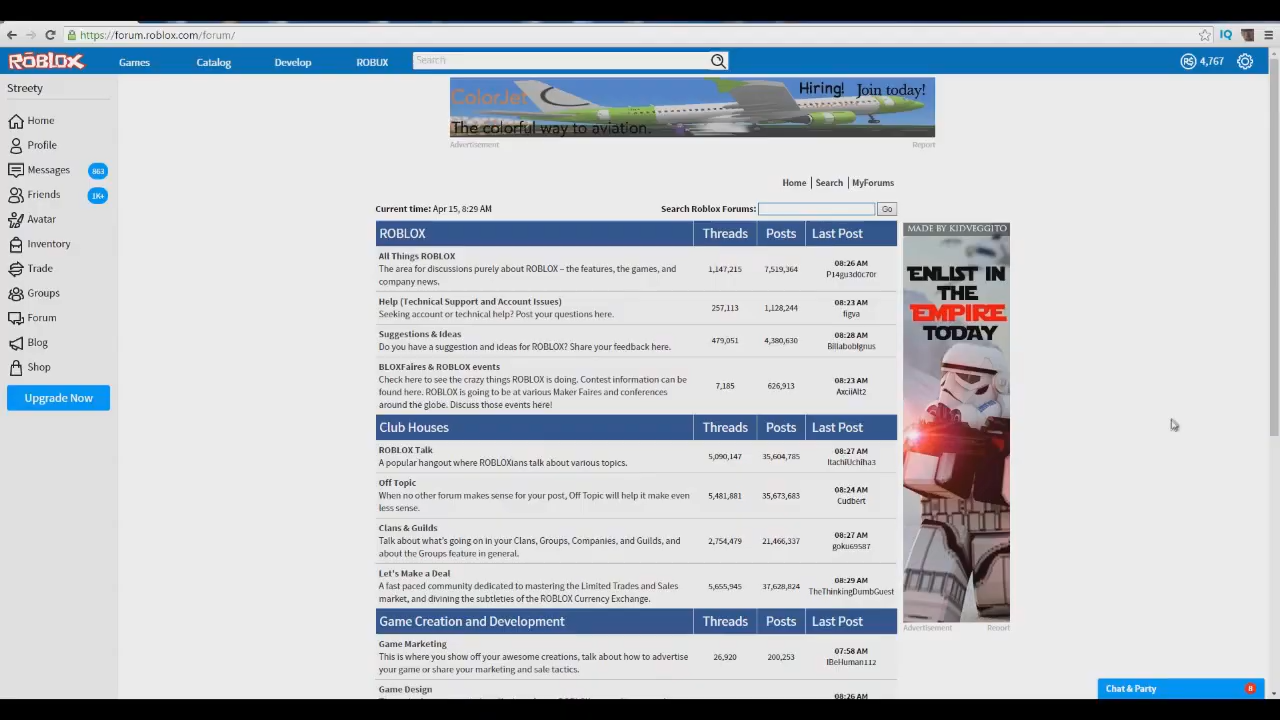 https://forum.roblox.com/forum/
IQ
ROBLOX
Games
Catalog
Develop
ROBUX
Search
R$ 4,767
Streety
Home
Profile
Messages 863
Friends 1K+
Avatar
Inventory
Trade
Groups
Forum
Blog
Shop
Upgrade Now
ColorJet
Hiring! Join today!
The colorful way to aviation.
Advertisement
Report
Home | Search | MyForums
Current time: Apr 15, 8:29 AM
Search Roblox Forums:
Go
ROBLOX Threads Posts Last Post
All Things ROBLOX
The area for discussions purely about ROBLOX – the features, the games, and
company news.
1,147,215 7,519,364
08:26 AM
P14gu3d0c70r
Help (Technical Support and Account Issues)
Seeking account or technical help? Post your questions here.
257,113 1,128,244
08:23 AM
figva
Suggestions & Ideas
Do you have a suggestion and ideas for ROBLOX? Share your feedback here.
479,051 4,380,630
08:28 AM
BillabobIgnus
BLOXFaires & ROBLOX events
Check here to see the crazy things ROBLOX is doing. Contest information can be
found here. ROBLOX is going to be at various Maker Faires and conferences
around the globe. Discuss those events here!
7,185 626,913
08:23 AM
AxciiAlt2
Club Houses Threads Posts Last Post
ROBLOX Talk
A popular hangout where ROBLOXians talk about various topics.
5,090,147 35,604,785
08:27 AM
ItachiUchiha3
Off Topic
When no other forum makes sense for your post, Off Topic will help it make even
less sense.
5,481,881 35,673,683
08:24 AM
Cudbert
Clans & Guilds
Talk about what's going on in your Clans, Groups, Companies, and Guilds, and
about the Groups feature in general.
2,754,479 21,466,337
08:27 AM
goku69587
Let's Make a Deal
A fast paced community dedicated to mastering the Limited Trades and Sales
market, and divining the subtleties of the ROBLOX Currency Exchange.
5,655,945 37,628,824
08:29 AM
TheThinkingDumbGuest
Game Creation and Development Threads Posts Last Post
Game Marketing
This is where you show off your awesome creations, talk about how to advertise
your game or share your marketing and sale tactics.
26,920 200,253
07:58 AM
IBeHuman112
Game Design
08:26 AM
MADE BY KIDVEGGITO
ENLIST IN
THE
EMPIRE
TODAY
Advertisement
Report
Chat & Party 8